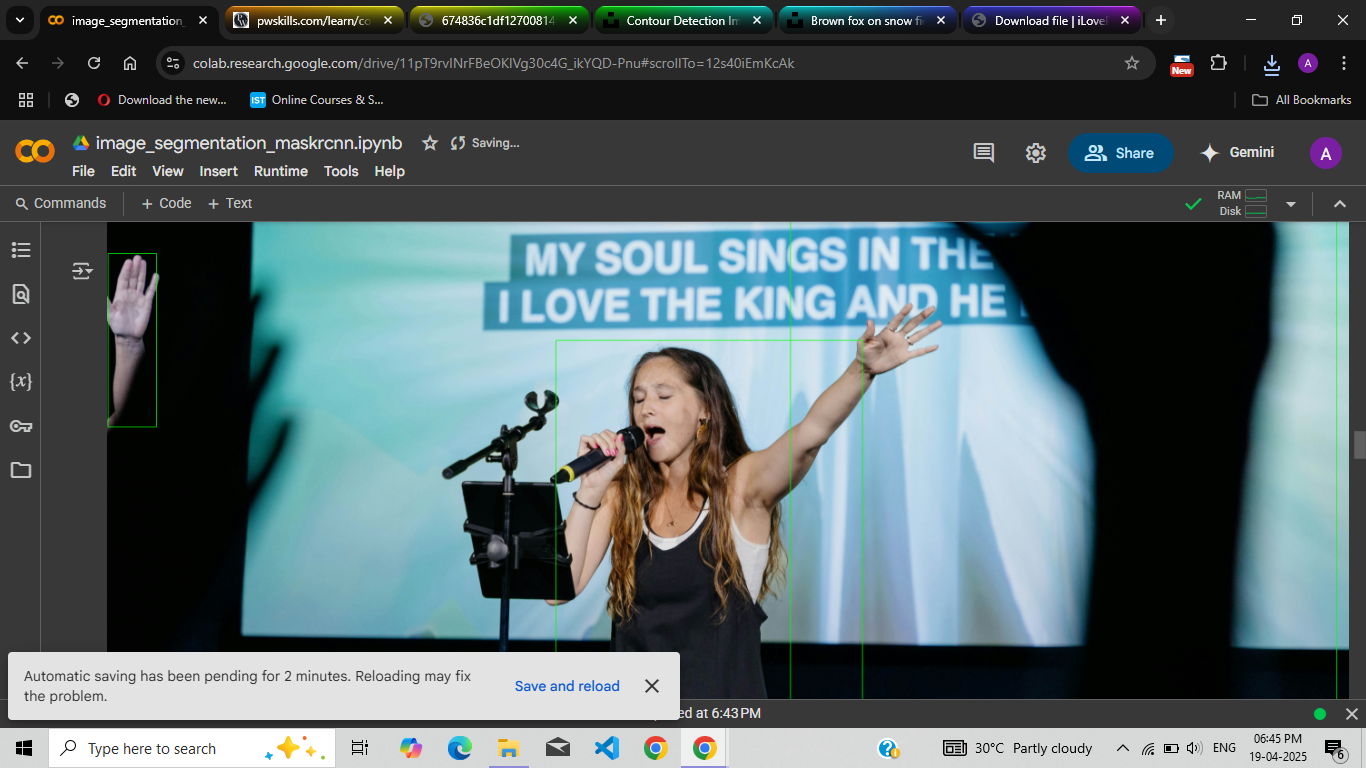 image_segmentation_
pwskills.com/learn/co
674836c1df12700814
Contour Detection Im
Brown fox on snow fi
Download file | iLove
colab.research.google.com/drive/11pT9rvINrFBeOKIVg30c4G_ikYQD-Pnu#scrollTo=12s40iEmKcAk
New
A
Download the new...
IST
Online Courses & S...
All Bookmarks
image_segmentation_maskrcnn.ipynb
Saving...
File Edit View Insert Runtime Tools Help
Share
Gemini
A
Commands
+ Code
+ Text
RAM
Disk
MY SOUL SINGS IN THE
I LOVE THE KING AND HE
{x}
Automatic saving has been pending for 2 minutes. Reloading may fix
the problem.
Save and reload
ed at 6:43 PM
Type here to search
30°C Partly cloudy
ENG
06:45 PM
19-04-2025
6